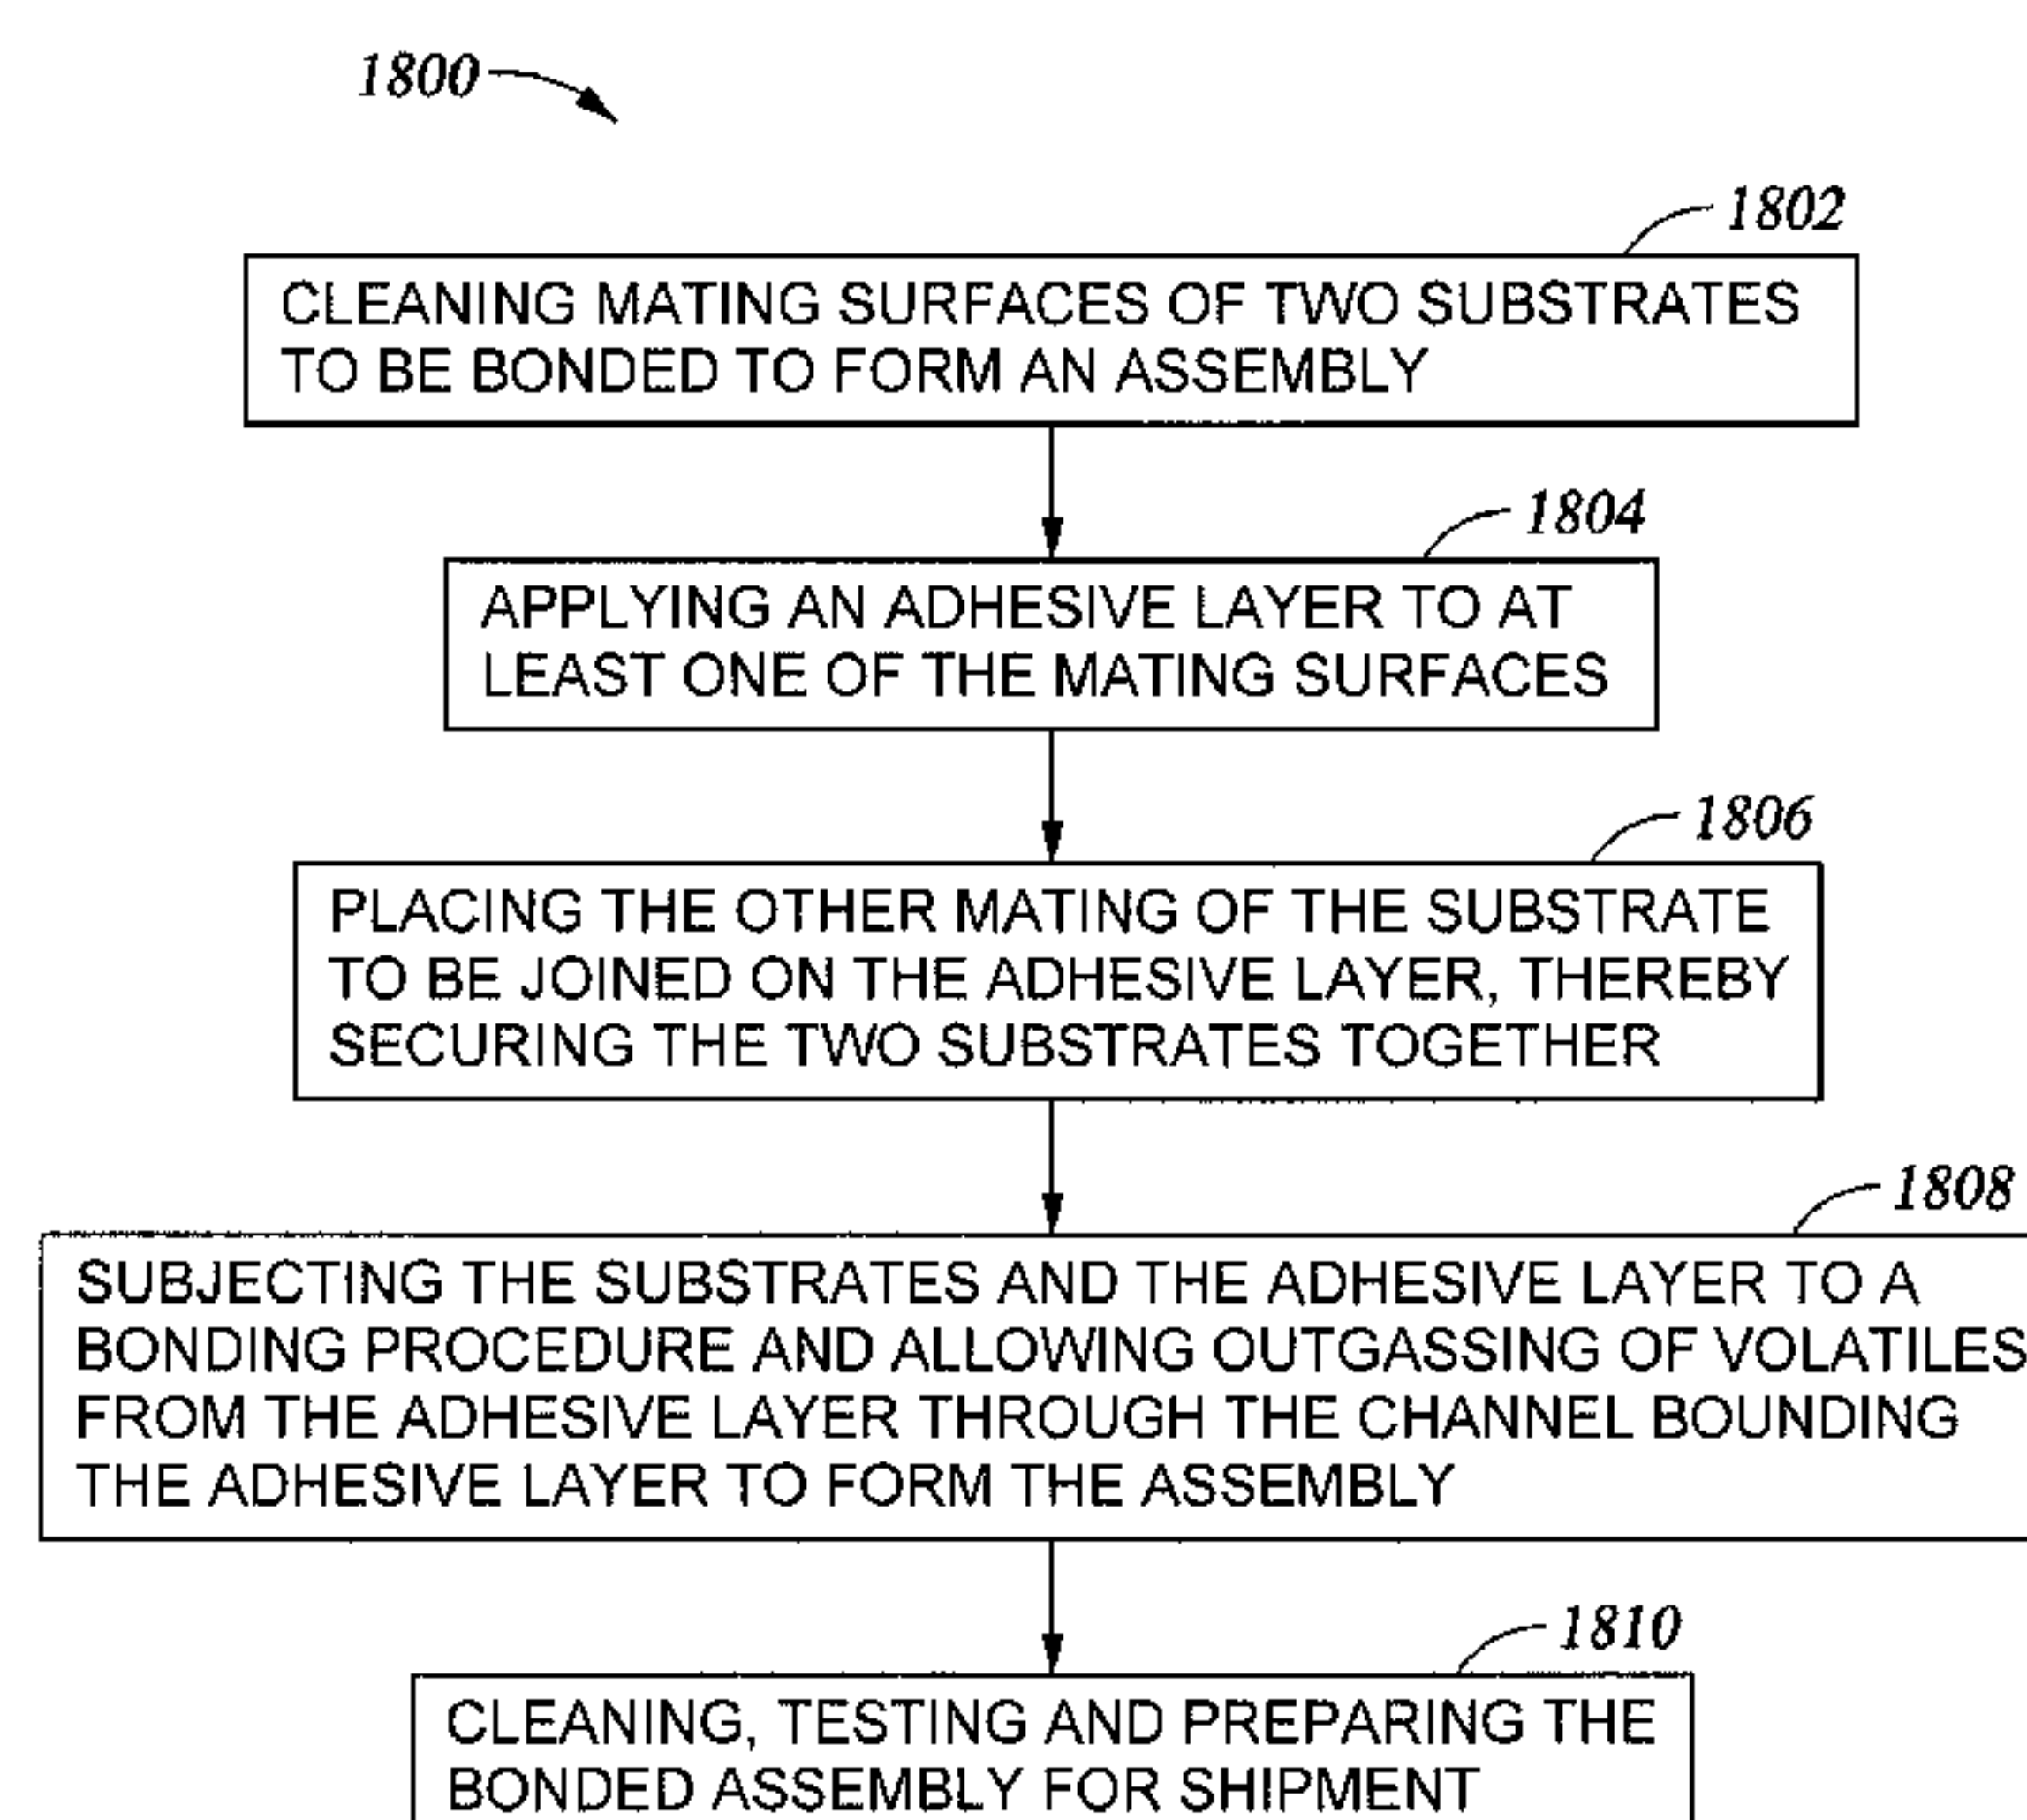 1800
1802
CLEANING MATING SURFACES OF TWO SUBSTRATES
TO BE BONDED TO FORM AN ASSEMBLY
1804
APPLYING AN ADHESIVE LAYER TO AT
LEAST ONE OF THE MATING SURFACES
1806
PLACING THE OTHER MATING OF THE SUBSTRATE
TO BE JOINED ON THE ADHESIVE LAYER, THEREBY
SECURING THE TWO SUBSTRATES TOGETHER
1808
SUBJECTING THE SUBSTRATES AND THE ADHESIVE LAYER TO A
BONDING PROCEDURE AND ALLOWING OUTGASSING OF VOLATILES
FROM THE ADHESIVE LAYER THROUGH THE CHANNEL BOUNDING
THE ADHESIVE LAYER TO FORM THE ASSEMBLY
1810
CLEANING, TESTING AND PREPARING THE
BONDED ASSEMBLY FOR SHIPMENT